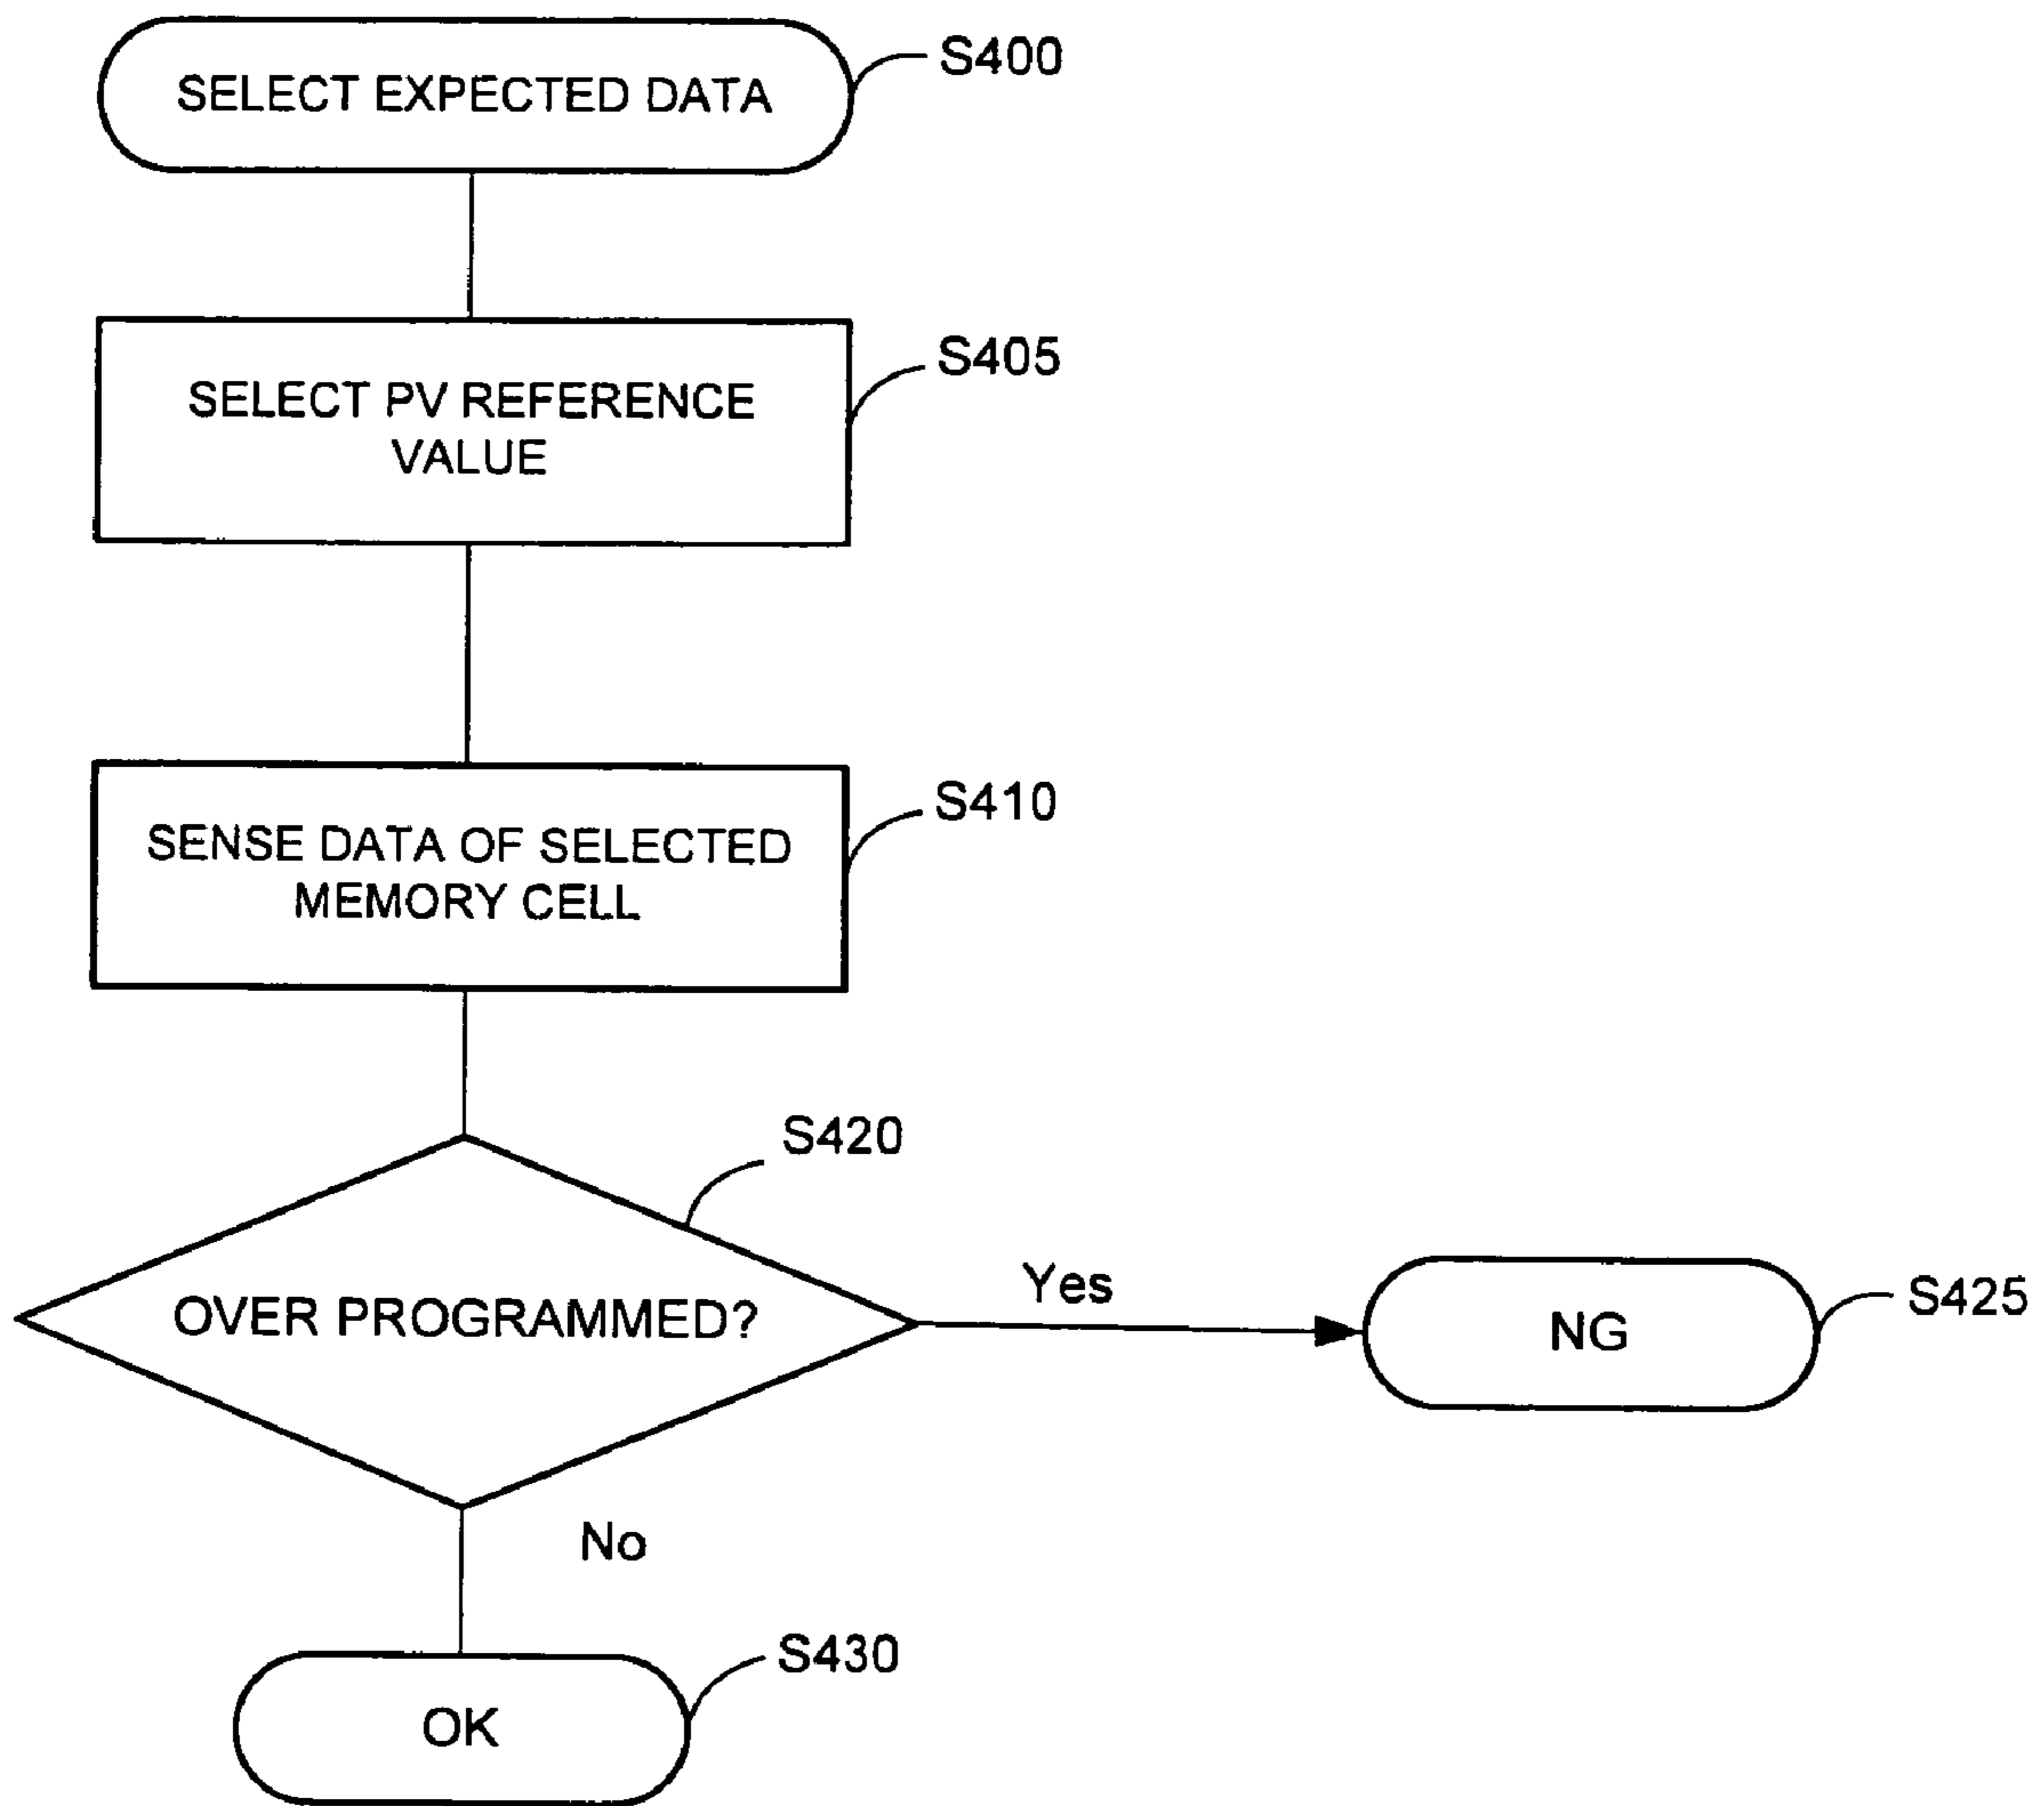 SELECT EXPECTED DATA
S400
SELECT PV REFERENCE
VALUE
S405
SENSE DATA OF SELECTED
MEMORY CELL
S410
OVER PROGRAMMED?
S420
Yes
NG
S425
No
OK
S430